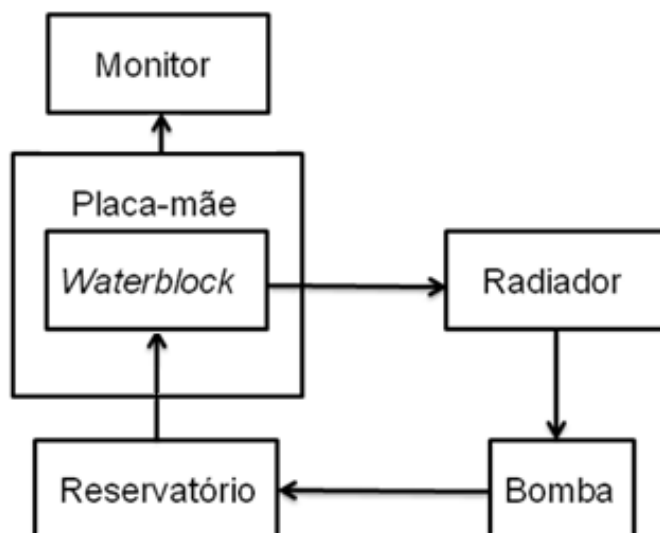 Monitor
Placa-mãe
Waterblock
Radiador
Reservatório
Bomba